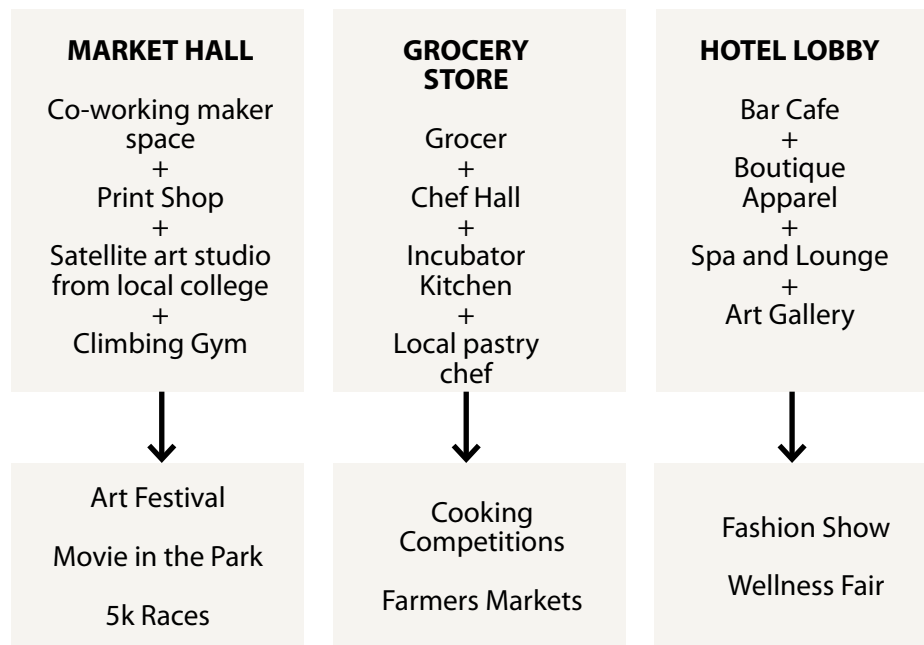 MARKET HALL
Co-working maker
space
+
Print Shop
+
Satellite art studio
from local college
+
Climbing Gym
Art Festival
Movie in the Park
5k Races
GROCERY
STORE
Grocer
+
Chef Hall
+
Incubator
Kitchen
+
Local pastry
chef
Cooking
Competitions
Farmers Markets
HOTEL LOBBY
Bar Cafe
+
Boutique
Apparel
+
Spa and Lounge
+
Art Gallery
Fashion Show
Wellness Fair